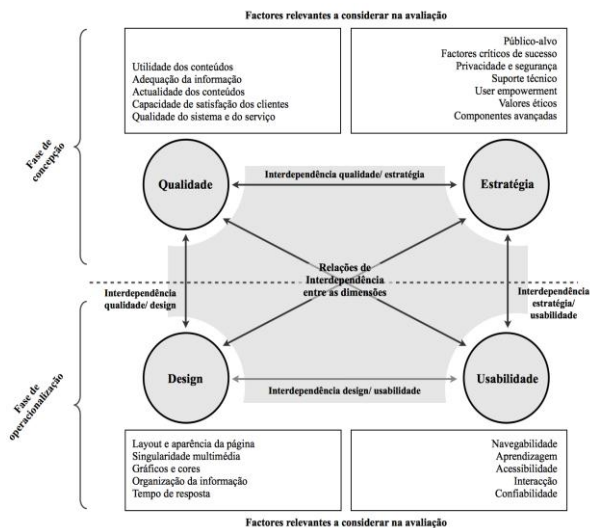 Factores relevantes a considerar na avaliação
Utilidade dos conteúdos
Adequação da informação
Actualidade dos conteúdos
Capacidade de satisfação dos clientes
Qualidade do sistema e do serviço
Público-alvo
Factores críticos de sucesso
Privacidade e segurança
Suporte técnico
User empowerment
Valores éticos
Componentes avançadas
Fase de
concepção
Qualidade
Interdependência qualidade/ estratégia
Estratégia
Relações de
Interdependência
entre as dimensões
Interdependência
qualidade/ design
Interdependência
estratégia/
usabilidade
Fase de
operacionalização
Design
Interdependência design/ usabilidade
Usabilidade
Layout e aparência da página
Singularidade multimédia
Gráficos e cores
Organização da informação
Tempo de resposta
Navegabilidade
Aprendizagem
Acessibilidade
Interacção
Confiabilidade
Factores relevantes a considerar na avaliação